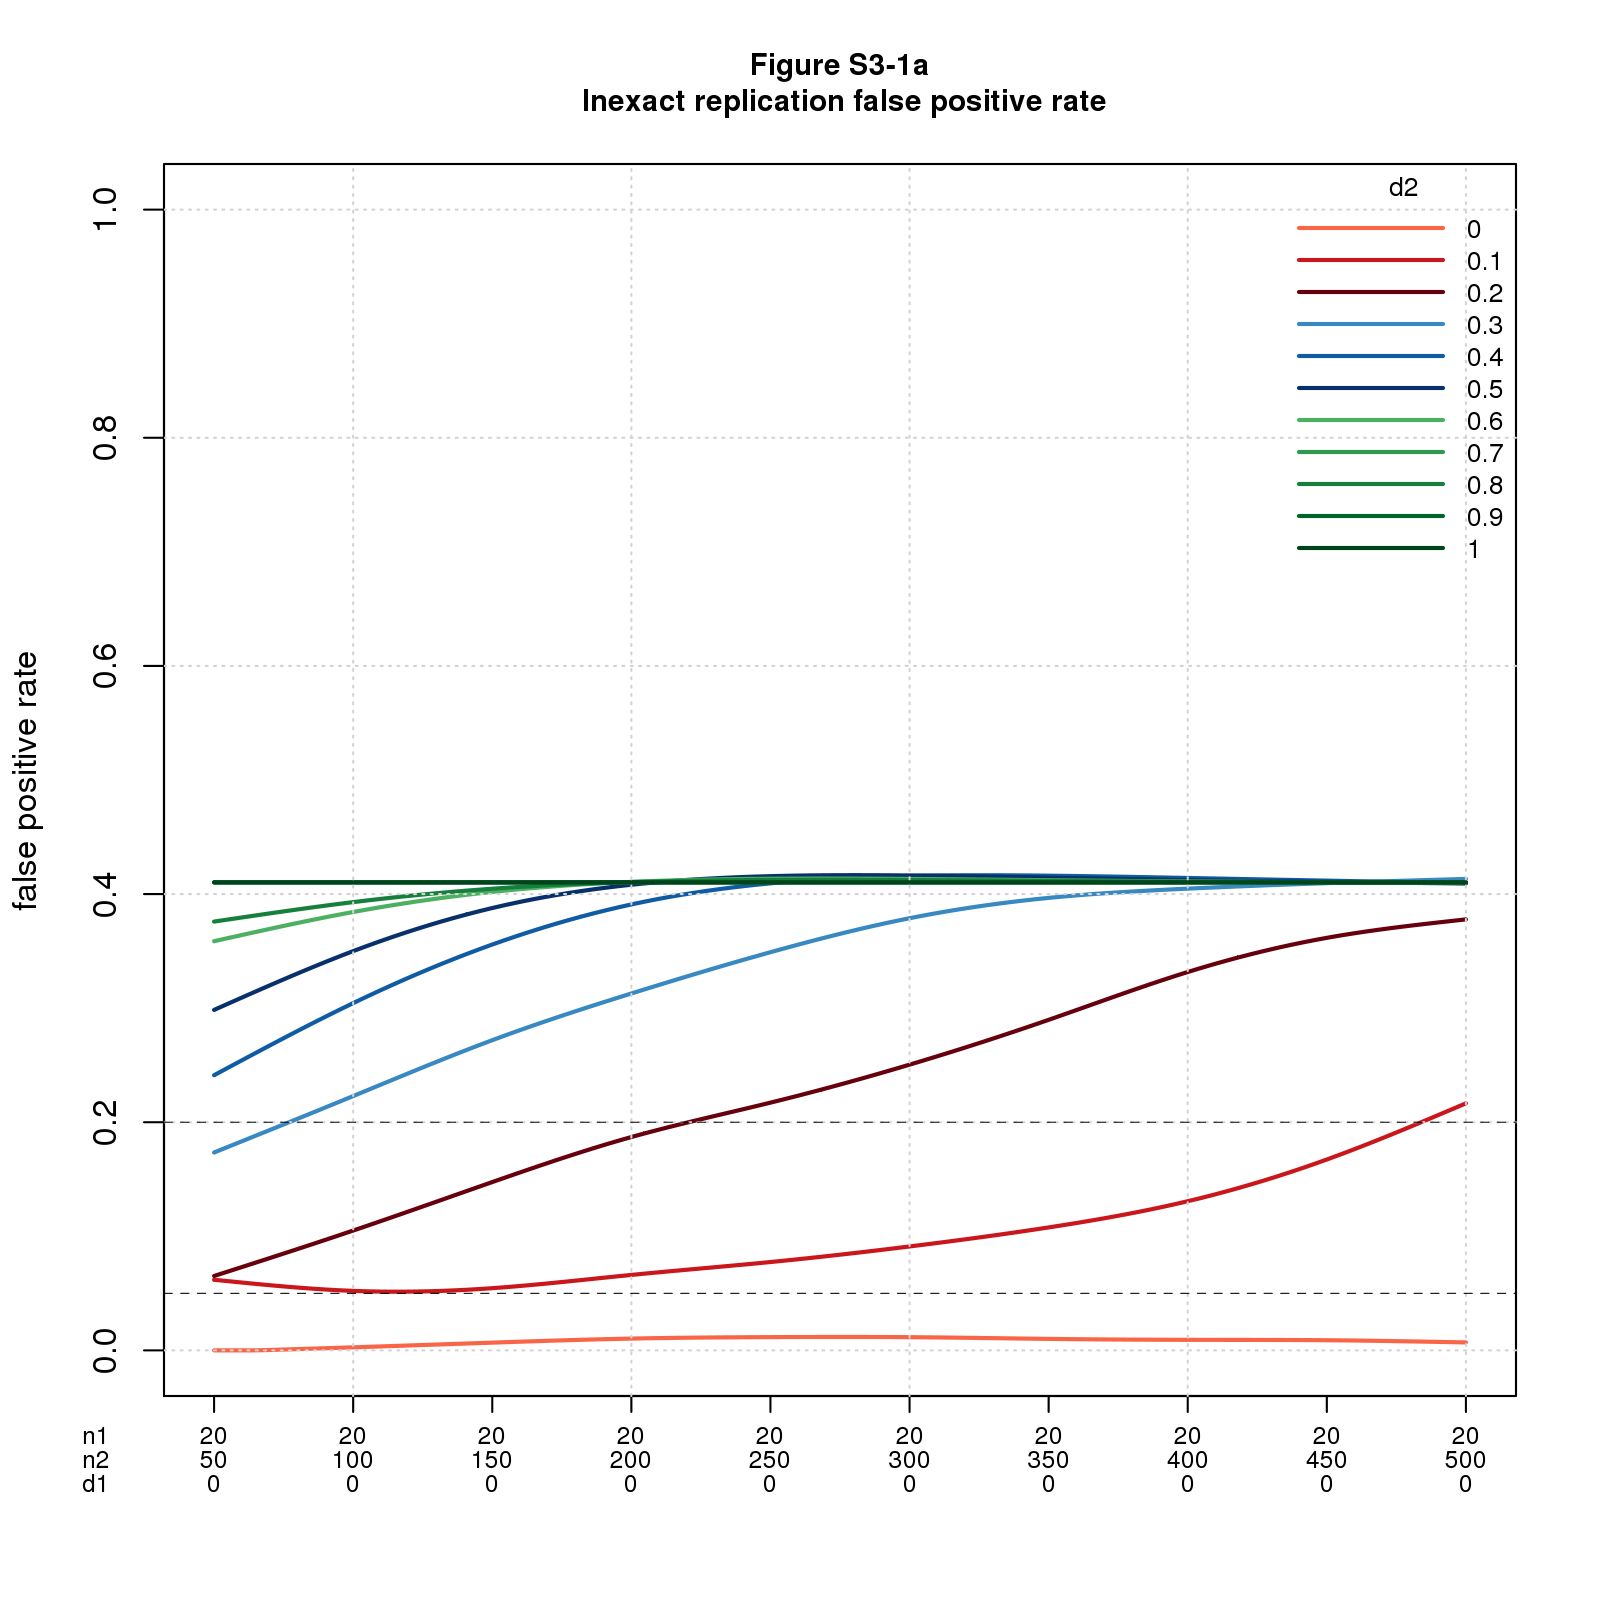 Figure S3-1a
Inexact replication false positive rate
d2
0
0.1
0.2
0.3
0.4
0.5
0.6
0.7
0.8
0.9
1
false positive rate
1.0
0.8
0.6
0.4
0.2
0.0
n1 20 20 20 20 20 20 20 20 20 20
n2 50 100 150 200 250 300 350 400 450 500
d1 0 0 0 0 0 0 0 0 0 0